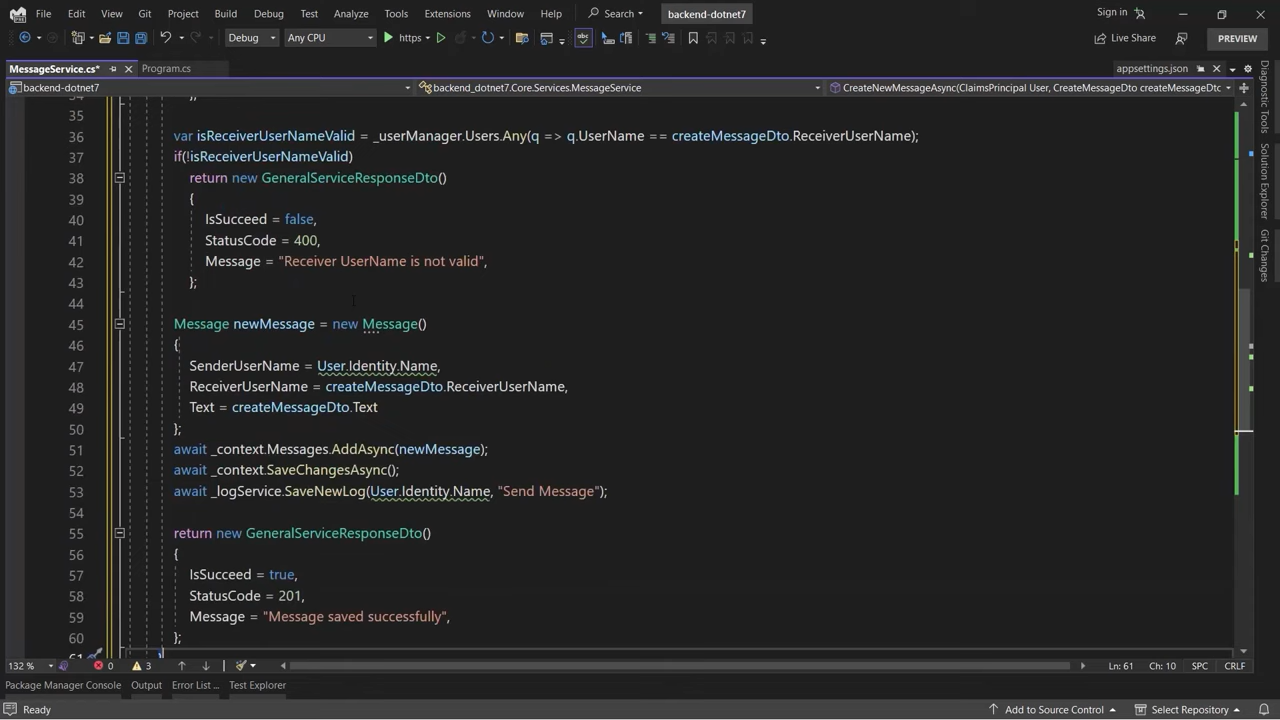 File Edit View Git Project Build Debug Test Analyze Tools Extensions Window Help Search backend-dotnet7 Sign in
Debug Any CPU https Live Share PREVIEW
MessageService.cs* Program.cs appsettings.json
backend-dotnet7 backend_dotnet7.Core.Services.MessageService CreateNewMessageAsync(ClaimsPrincipal User, CreateMessageDto createMessageDto
Diagnostic Tools
Solution Explorer
Git Changes
34 };
35
36 var isReceiverUserNameValid = _userManager.Users.Any(q => q.UserName == createMessageDto.ReceiverUserName);
37 if(!isReceiverUserNameValid)
38 return new GeneralServiceResponseDto()
39 {
40 IsSucceed = false,
41 StatusCode = 400,
42 Message = "Receiver UserName is not valid",
43 };
44
45 Message newMessage = new Message()
46 {
47 SenderUserName = User.Identity.Name,
48 ReceiverUserName = createMessageDto.ReceiverUserName,
49 Text = createMessageDto.Text
50 };
51 await _context.Messages.AddAsync(newMessage);
52 await _context.SaveChangesAsync();
53 await _logService.SaveNewLog(User.Identity.Name, "Send Message");
54
55 return new GeneralServiceResponseDto()
56 {
57 IsSucceed = true,
58 StatusCode = 201,
59 Message = "Message saved successfully",
60 };
61 }
132 % 0 3 Ln: 61 Ch: 10 SPC CRLF
Package Manager Console Output Error List ... Test Explorer
Ready Add to Source Control Select Repository